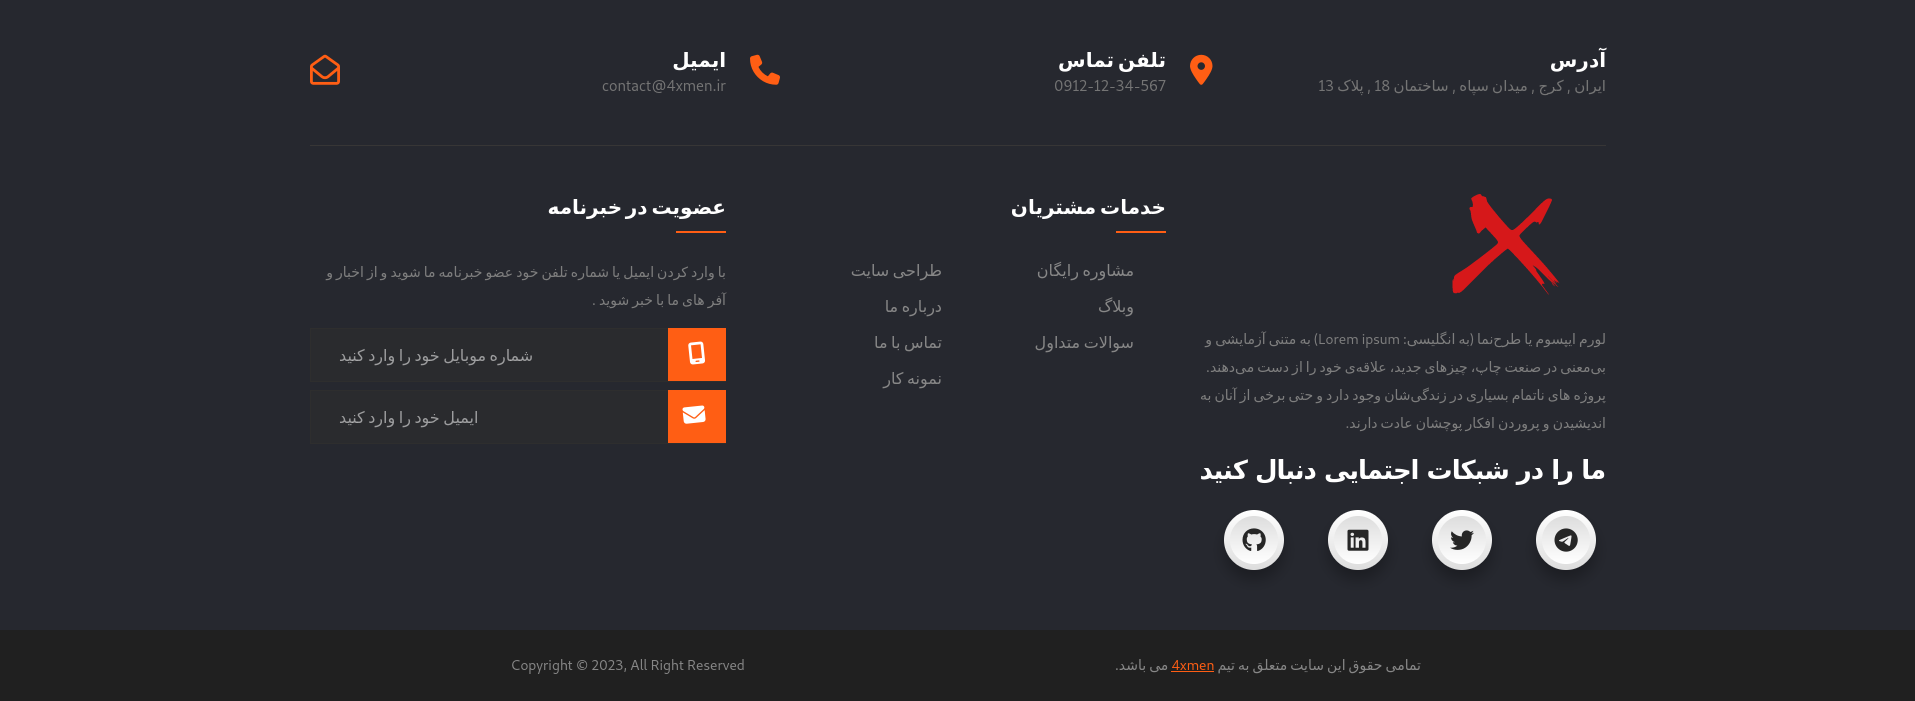 آدرس
ایران , کرج , میدان سپاه , ساختمان 18 , پلاک 13
تلفن تماس
0912-12-34-567
ایمیل
contact@4xmen.ir
لورم ایپسوم یا طرح‌نما (به انگلیسی: Lorem ipsum) به متنی آزمایشی و
بی‌معنی در صنعت چاپ، چیزهای جدید، علاقه‌ی خود را از دست می‌دهند.
پروژه های ناتمام بسیاری در زندگی‌شان وجود دارد و حتی برخی از آنان به
اندیشیدن و پروردن افکار پوچشان عادت دارند.
ما را در شبکات اجتمایی دنبال کنید
خدمات مشتریان
مشاوره رایگان
وبلاگ
سوالات متداول
طراحی سایت
درباره ما
تماس با ما
نمونه کار
عضویت در خبرنامه
با وارد کردن ایمیل یا شماره تلفن خود عضو خبرنامه ما شوید و از اخبار و
آفر های ما با خبر شوید .
شماره موبایل خود را وارد کنید
ایمیل خود را وارد کنید
تمامی حقوق این سایت متعلق به تیم 4xmen می باشد.
Copyright © 2023, All Right Reserved